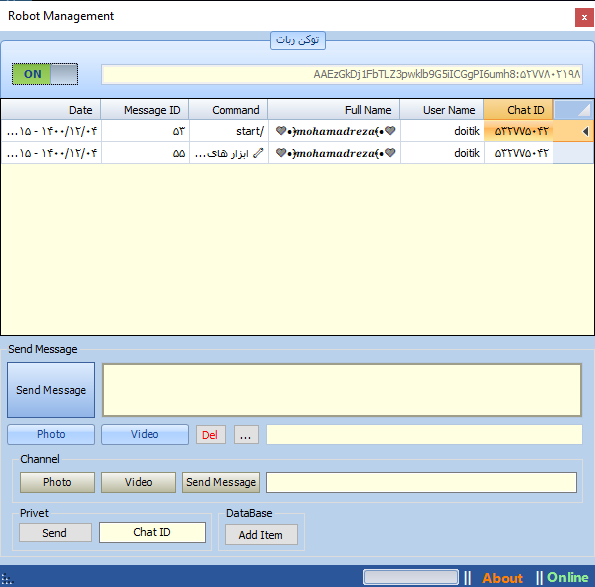 Robot Management
x
توکن ربات
ON
AAEzGkDj1FbTLZ3pwklb9G5iICGgPI6umh8:۵۲۷۷۸۰۲۱۹۸
Date Message ID Command Full Name User Name Chat ID
...۱۵ - ۱۴۰۰/۱۲/۰۴ ۵۳ start/ 🖤•}mohamadreza{•🖤 doitik ۵۳۲۷۷۵۰۴۲
...۱۵ - ۱۴۰۰/۱۲/۰۴ ۵۵ ابزار های... 🖤•}mohamadreza{•🖤 doitik ۵۳۲۷۷۵۰۴۲
Send Message
Send Message
Photo Video Del ...
Channel
Photo Video Send Message
Privet DataBase
Send Chat ID Add Item
|| About || Online